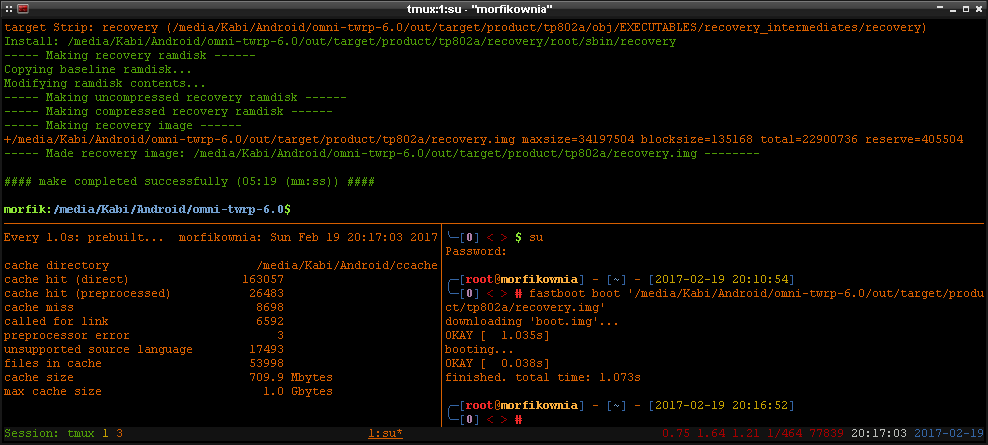 tmux:1:su - "morfikownia"
target Strip: recovery (/media/Kabi/Android/omni-twrp-6.0/out/target/product/tp802a/obj/EXECUTABLES/recovery_intermediates/recovery)
Install: /media/Kabi/Android/omni-twrp-6.0/out/target/product/tp802a/recovery/root/sbin/recovery
----- Making recovery ramdisk ------
Copying baseline ramdisk...
Modifying ramdisk contents...
----- Making uncompressed recovery ramdisk ------
----- Making compressed recovery ramdisk ------
----- Making recovery image ------
+/media/Kabi/Android/omni-twrp-6.0/out/target/product/tp802a/recovery.img maxsize=34197504 blocksize=135168 total=22900736 reserve=405504
----- Made recovery image: /media/Kabi/Android/omni-twrp-6.0/out/target/product/tp802a/recovery.img --------
#### make completed successfully (05:19 (mm:ss)) ####
morfik:/media/Kabi/Android/omni-twrp-6.0$
Every 1.0s: prebuilt...  morfikownia: Sun Feb 19 20:17:03 2017
cache directory                     /media/Kabi/Android/ccache
cache hit (direct)                163057
cache hit (preprocessed)           26483
cache miss                          8698
called for link                     6592
preprocessor error                     3
unsupported source language        17493
files in cache                     53998
cache size                         709.9 Mbytes
max cache size                       1.0 Gbytes
╰─[0] < > $ su
Password:
╭─[root@morfikownia] - [~] - [2017-02-19 20:10:54]
╰─[0] < > # fastboot boot '/media/Kabi/Android/omni-twrp-6.0/out/target/produ
ct/tp802a/recovery.img'
downloading 'boot.img'...
OKAY [  1.035s]
booting...
OKAY [  0.038s]
finished. total time: 1.073s
╭─[root@morfikownia] - [~] - [2017-02-19 20:16:52]
╰─[0] < > #
Session: tmux 1 3 1:su* 0.75 1.64 1.21 1/464 77839 20:17:03 2017-02-19